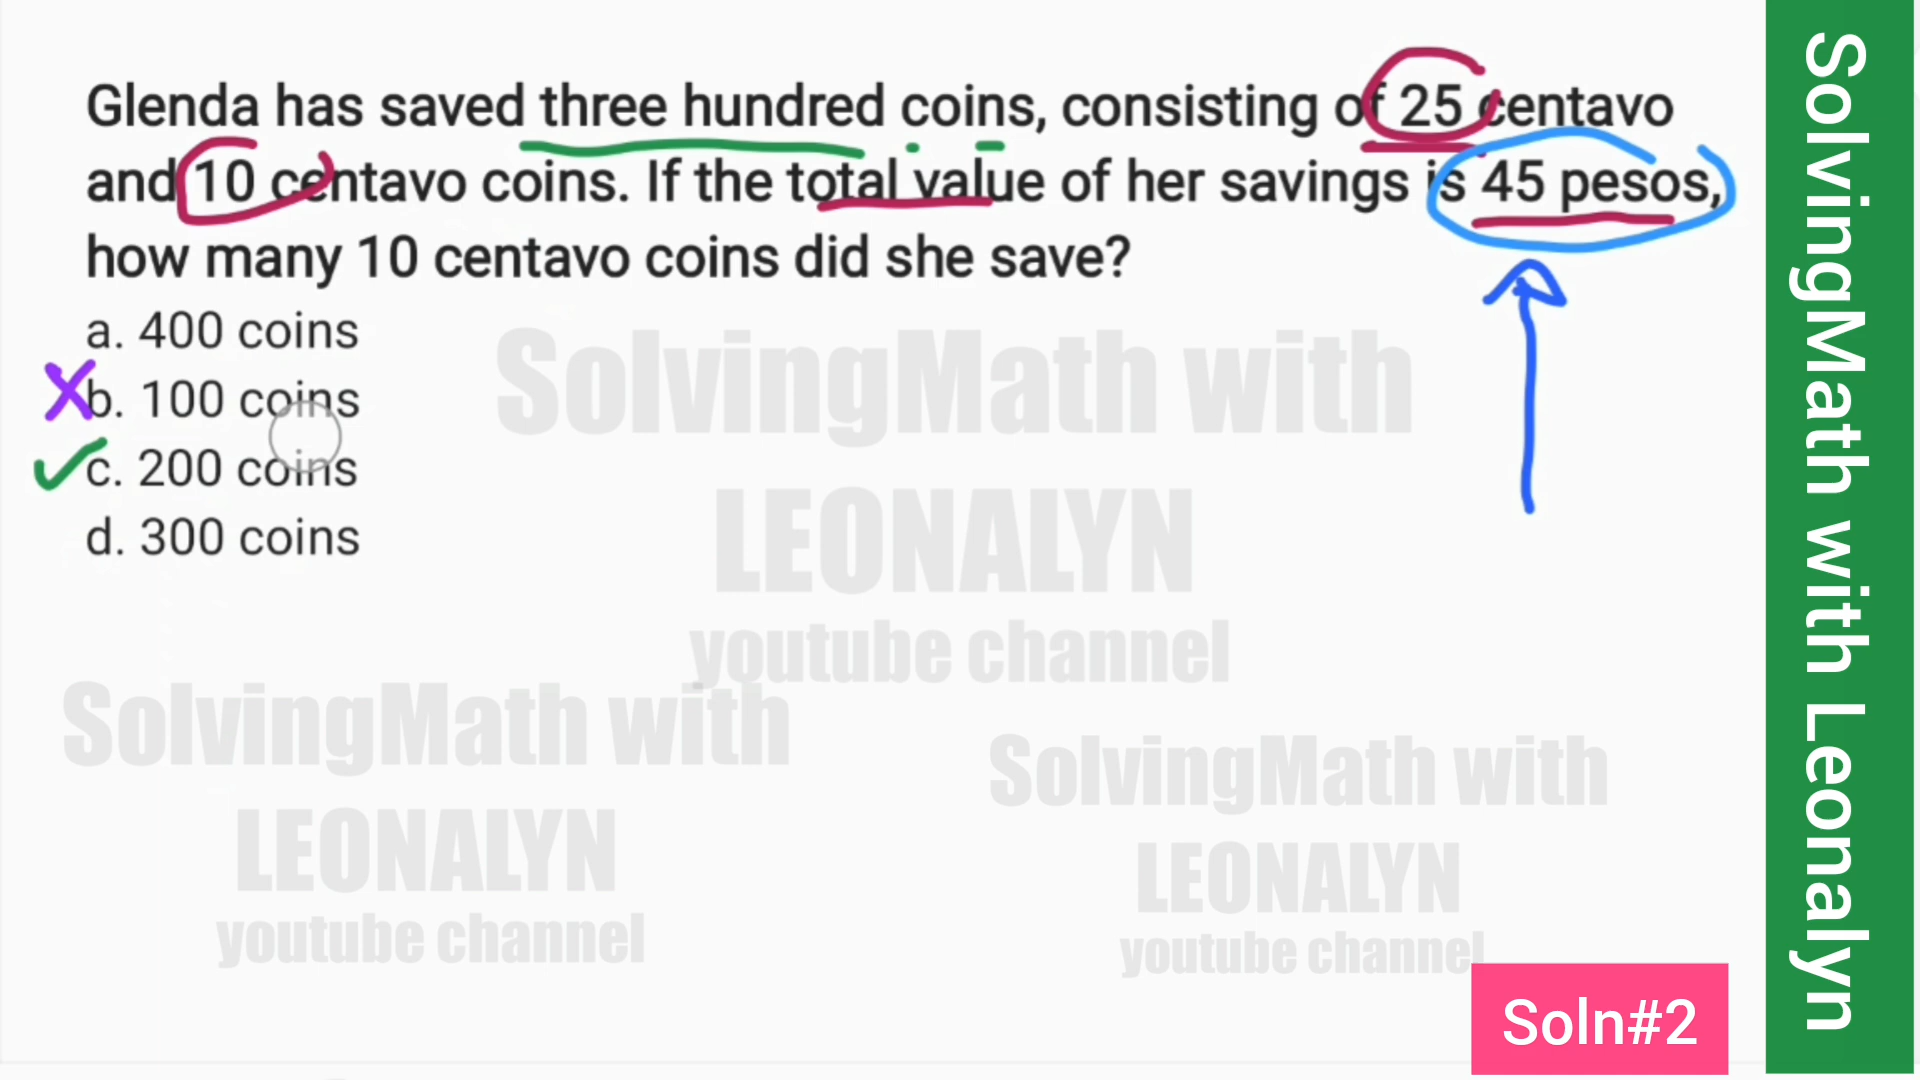 Glenda has saved three hundred coins, consisting of 25 centavo
and 10 centavo coins. If the total value of her savings is 45 pesos,
how many 10 centavo coins did she save?
a. 400 coins
b. 100 coins
c. 200 coins
d. 300 coins
SolvingMath with
LEONALYN
youtube channel
SolvingMath with
LEONALYN
youtube channel
SolvingMath with
LEONALYN
youtube channel
Soln#2
SolvingMath with Leonalyn